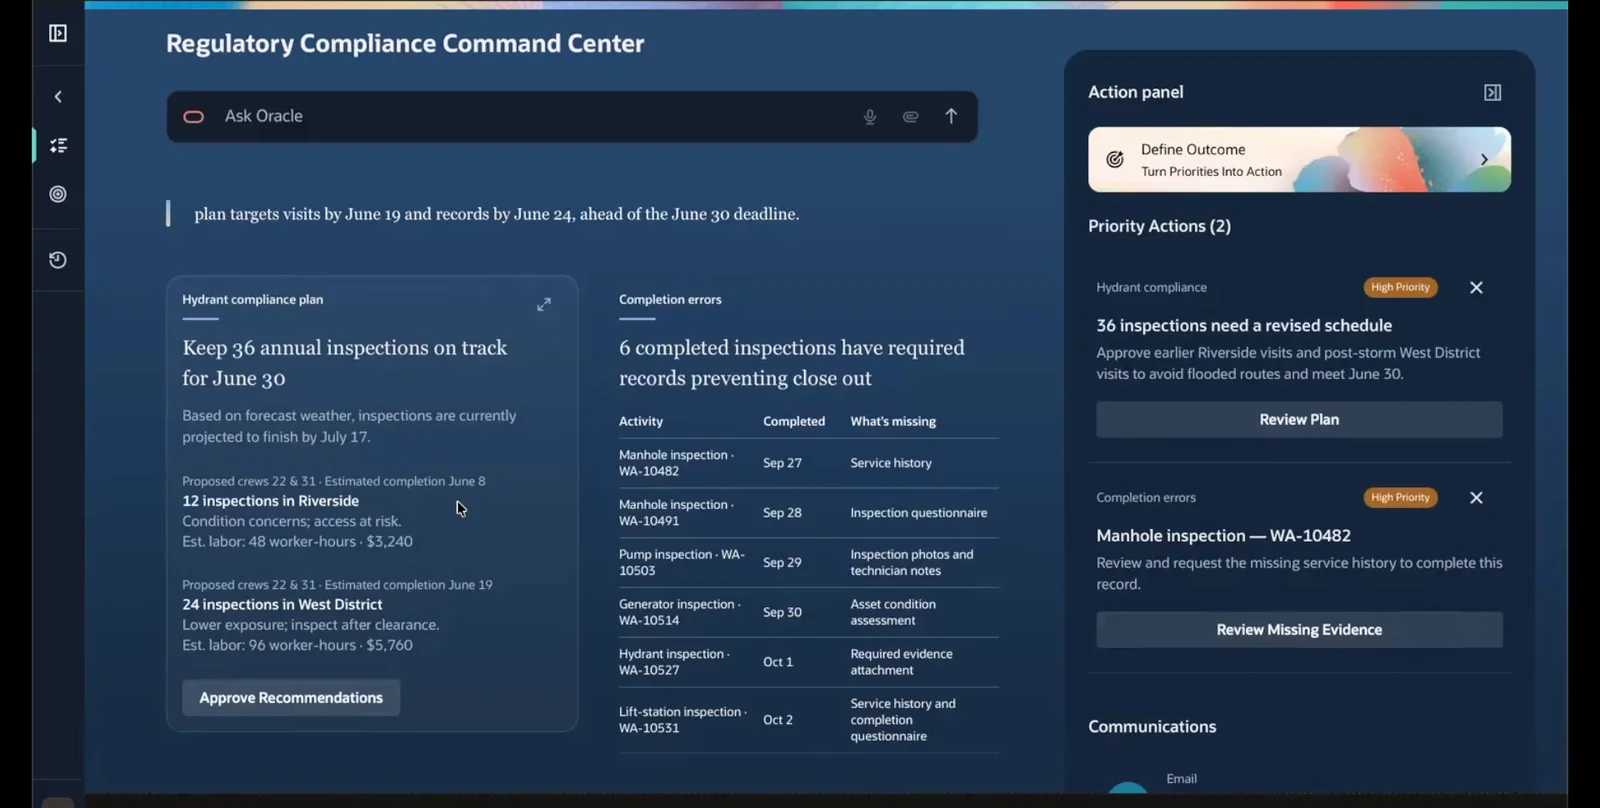 Regulatory Compliance Command Center
Ask Oracle
plan targets visits by June 19 and records by June 24, ahead of the June 30 deadline.
Hydrant compliance plan
Keep 36 annual inspections on track
for June 30
Based on forecast weather, inspections are currently
projected to finish by July 17.
Proposed crews 22 & 31 · Estimated completion June 8
12 inspections in Riverside
Condition concerns; access at risk.
Est. labor: 48 worker-hours · $3,240
Proposed crews 22 & 31 · Estimated completion June 19
24 inspections in West District
Lower exposure; inspect after clearance.
Est. labor: 96 worker-hours · $5,760
Approve Recommendations
Completion errors
6 completed inspections have required
records preventing close out
Activity Completed What's missing
Manhole inspection ·
WA-10482
Sep 27
Service history
Manhole inspection ·
WA-10491
Sep 28
Inspection questionnaire
Pump inspection · WA-
10503
Sep 29
Inspection photos and
technician notes
Generator inspection ·
WA-10514
Sep 30
Asset condition
assessment
Hydrant inspection ·
WA-10527
Oct 1
Required evidence
attachment
Lift-station inspection ·
WA-10531
Oct 2
Service history and
completion
questionnaire
Action panel
Define Outcome
Turn Priorities Into Action
Priority Actions (2)
Hydrant compliance
High Priority
36 inspections need a revised schedule
Approve earlier Riverside visits and post-storm West District
visits to avoid flooded routes and meet June 30.
Review Plan
Completion errors
High Priority
Manhole inspection — WA-10482
Review and request the missing service history to complete this
record.
Review Missing Evidence
Communications
Email